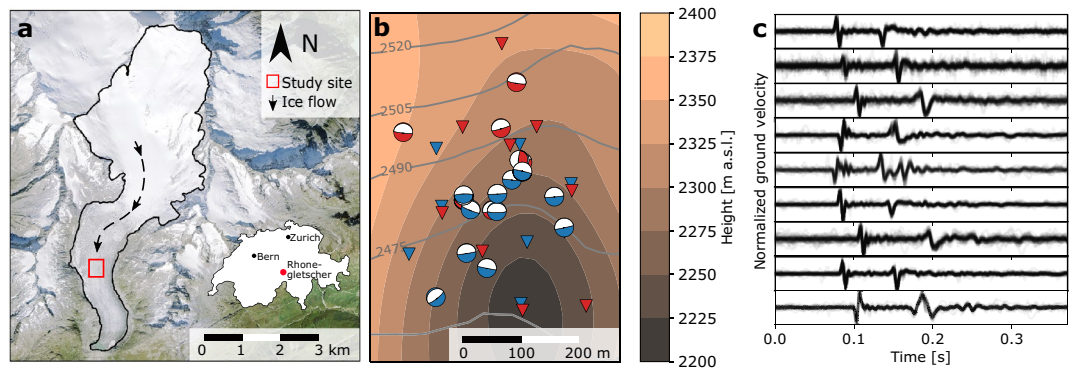 a
N
Study site
Ice flow
Zurich
Bern
Rhone-
gletscher
0 1 2 3 km
b
2520
2505
2490
2475
0 100 200 m
2400
2375
2350
2325
2300
2275
2250
2225
2200
Height [m a.s.l.]
c
Normalized ground velocity
0.0 0.1 0.2 0.3
Time [s]